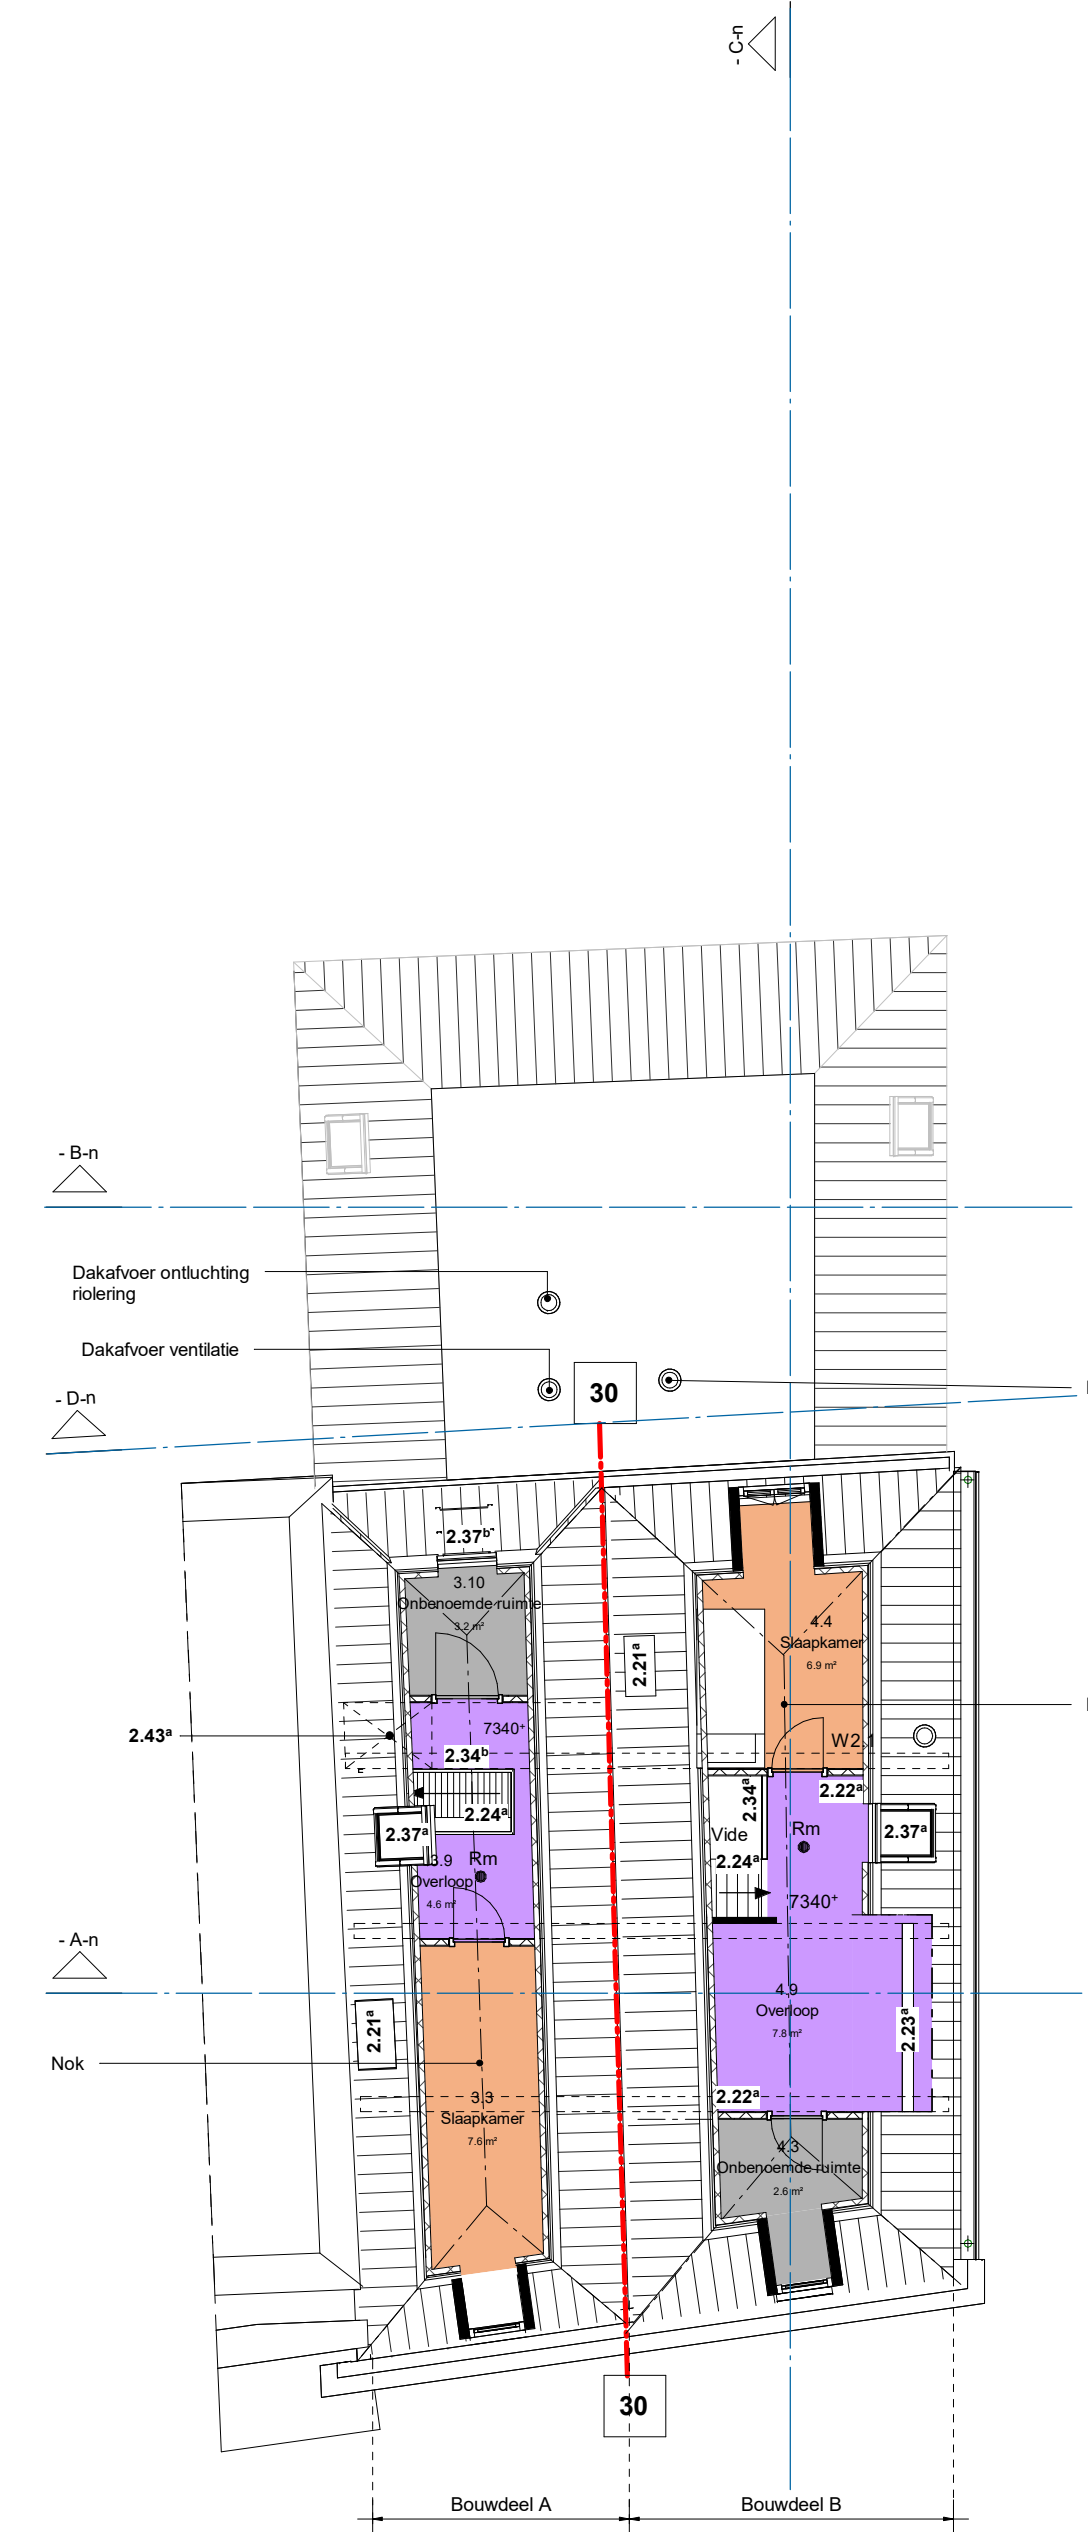 - C-n
- B-n
Dakafvoer ontluchting
riolering
Dakafvoer ventilatie
30
- D-n
2.37ᵇ
3.10
Onbenoemde ruimte
3.2 m²
4.4
Slaapkamer
6.9 m²
2.21ª
2.43ª
7340⁺
2.34ᵇ
W2.1
2.34ª
2.22ª
2.24ª
2.37ª
Vide
Rm
2.37ª
3.9
Rm
Overloop
4.6 m²
2.24ª
7340⁺
- A-n
4.9
Overloop
7.8 m²
2.21ª
2.23ª
Nok
3.3
Slaapkamer
7.6 m²
2.22ª
4.3
Onbenoemde ruimte
2.6 m²
30
Bouwdeel A
Bouwdeel B